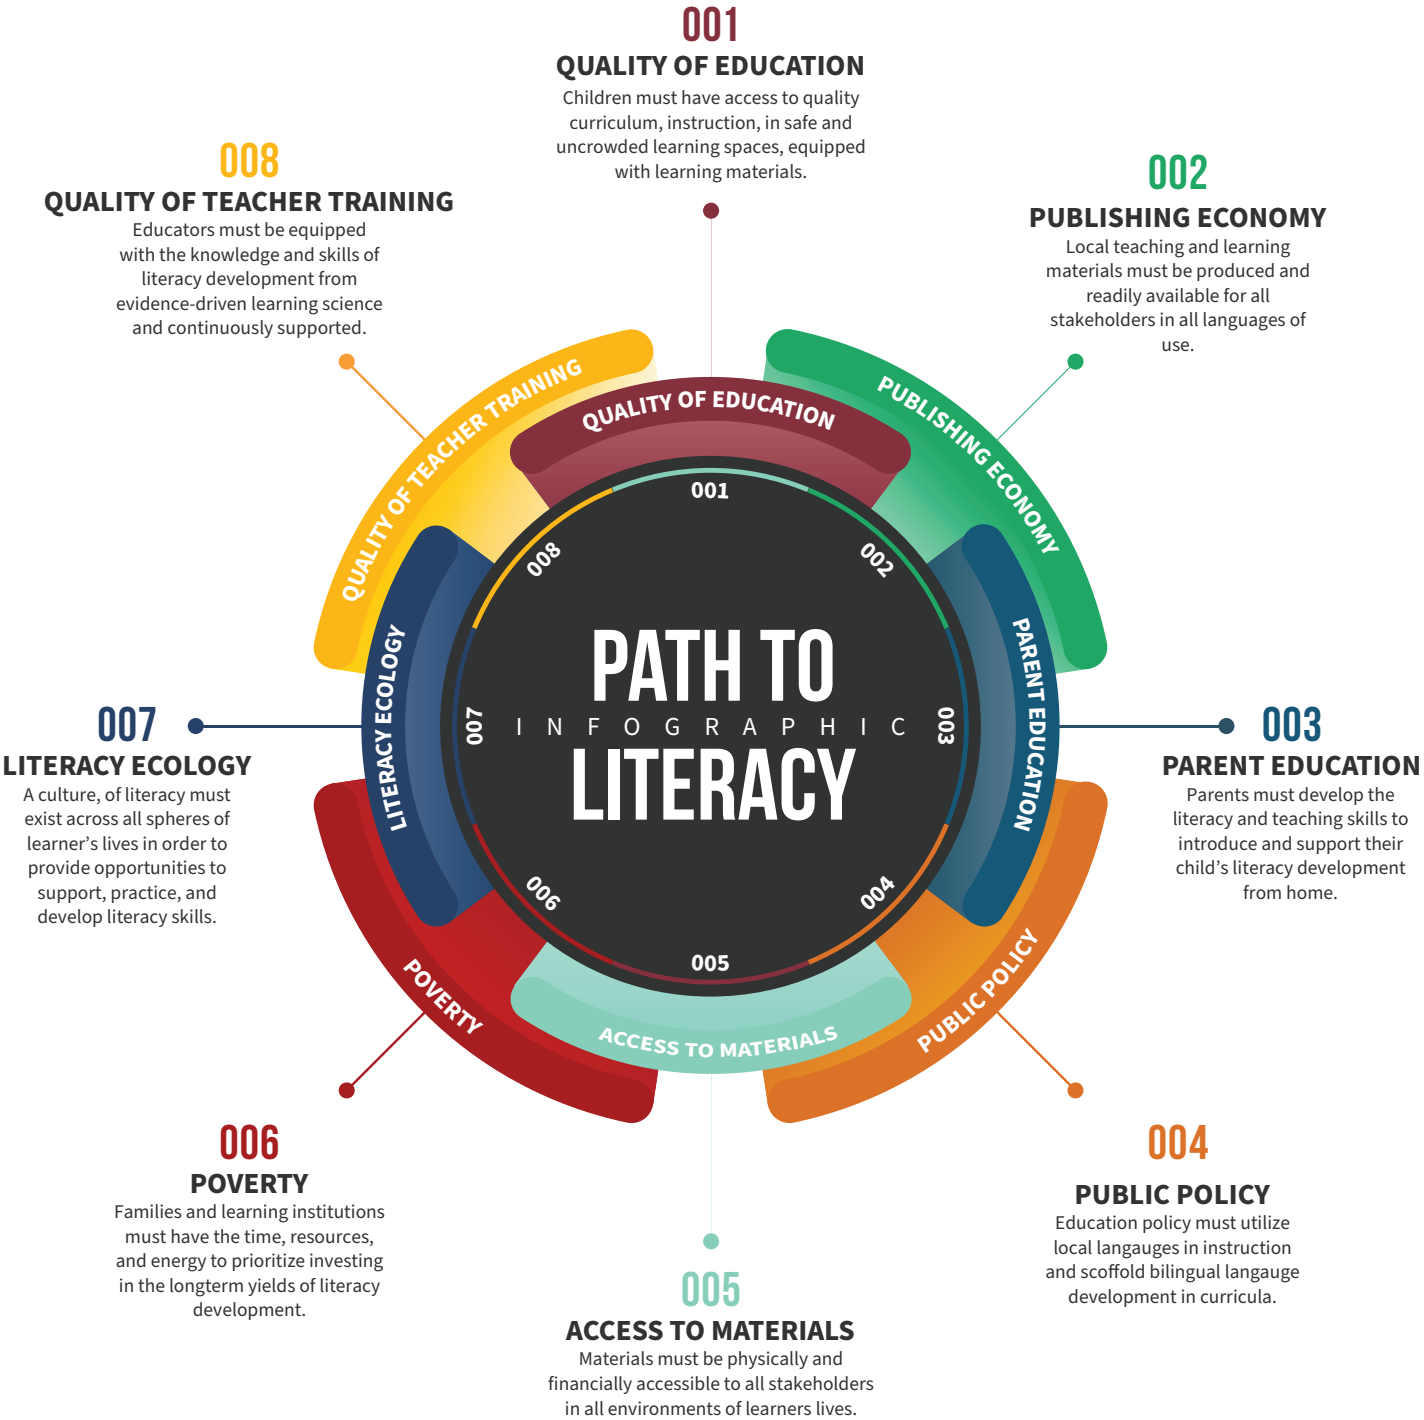 001
QUALITY OF EDUCATION
Children must have access to quality
curriculum, instruction, in safe and
uncrowded learning spaces, equipped
with learning materials.
002
PUBLISHING ECONOMY
Local teaching and learning
materials must be produced and
readily available for all
stakeholders in all languages of
use.
003
PARENT EDUCATION
Parents must develop the
literacy and teaching skills to
introduce and support their
child’s literacy development
from home.
004
PUBLIC POLICY
Education policy must utilize
local langauges in instruction
and scoffold bilingual langauge
development in curricula.
005
ACCESS TO MATERIALS
Materials must be physically and
financially accessible to all stakeholders
in all environments of learners lives.
006
POVERTY
Families and learning institutions
must have the time, resources,
and energy to prioritize investing
in the longterm yields of literacy
development.
007
LITERACY ECOLOGY
A culture, of literacy must
exist across all spheres of
learner’s lives in order to
provide opportunities to
support, practice, and
develop literacy skills.
008
QUALITY OF TEACHER TRAINING
Educators must be equipped
with the knowledge and skills of
literacy development from
evidence-driven learning science
and continuously supported.
QUALITY OF EDUCATION
PUBLISHING ECONOMY
PARENT EDUCATION
PUBLIC POLICY
ACCESS TO MATERIALS
POVERTY
LITERACY ECOLOGY
QUALITY OF TEACHER TRAINING
001
002
003
004
005
006
007
008
PATH TO
INFOGRAPHIC
LITERACY